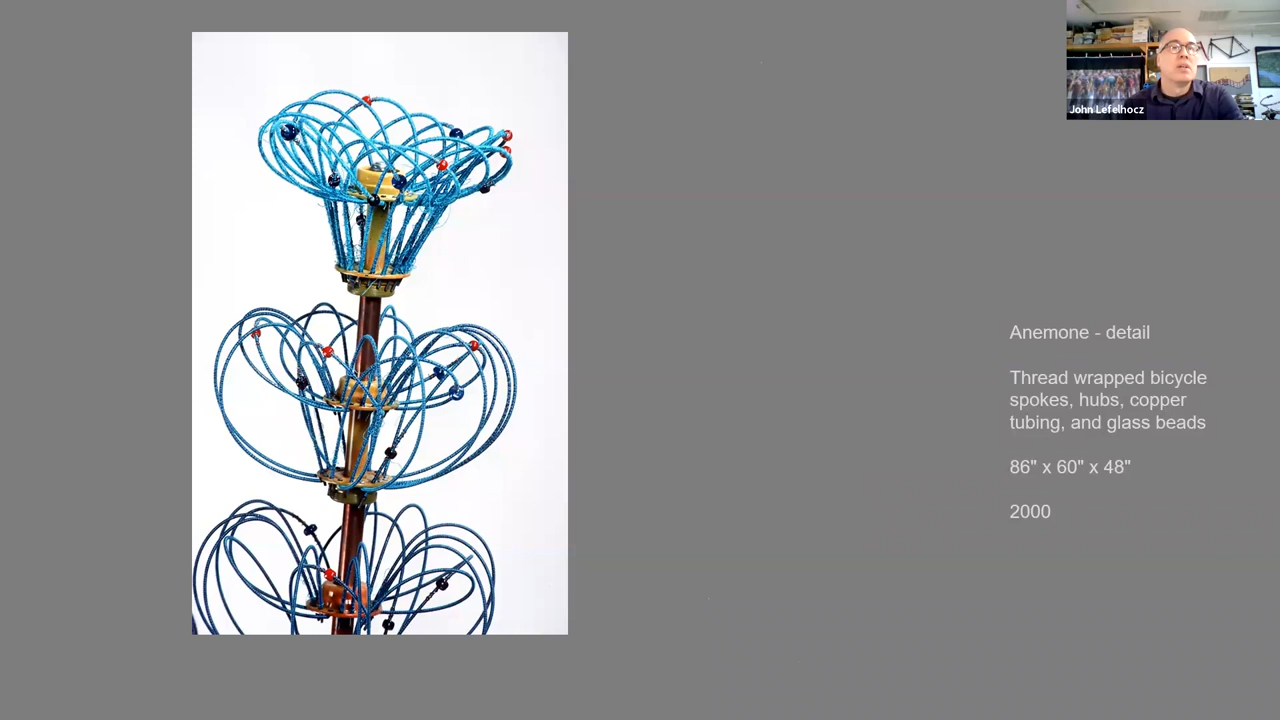 John Lefelhocz
Anemone - detail
Thread wrapped bicycle
spokes, hubs, copper
tubing, and glass beads
86" x 60" x 48"
2000